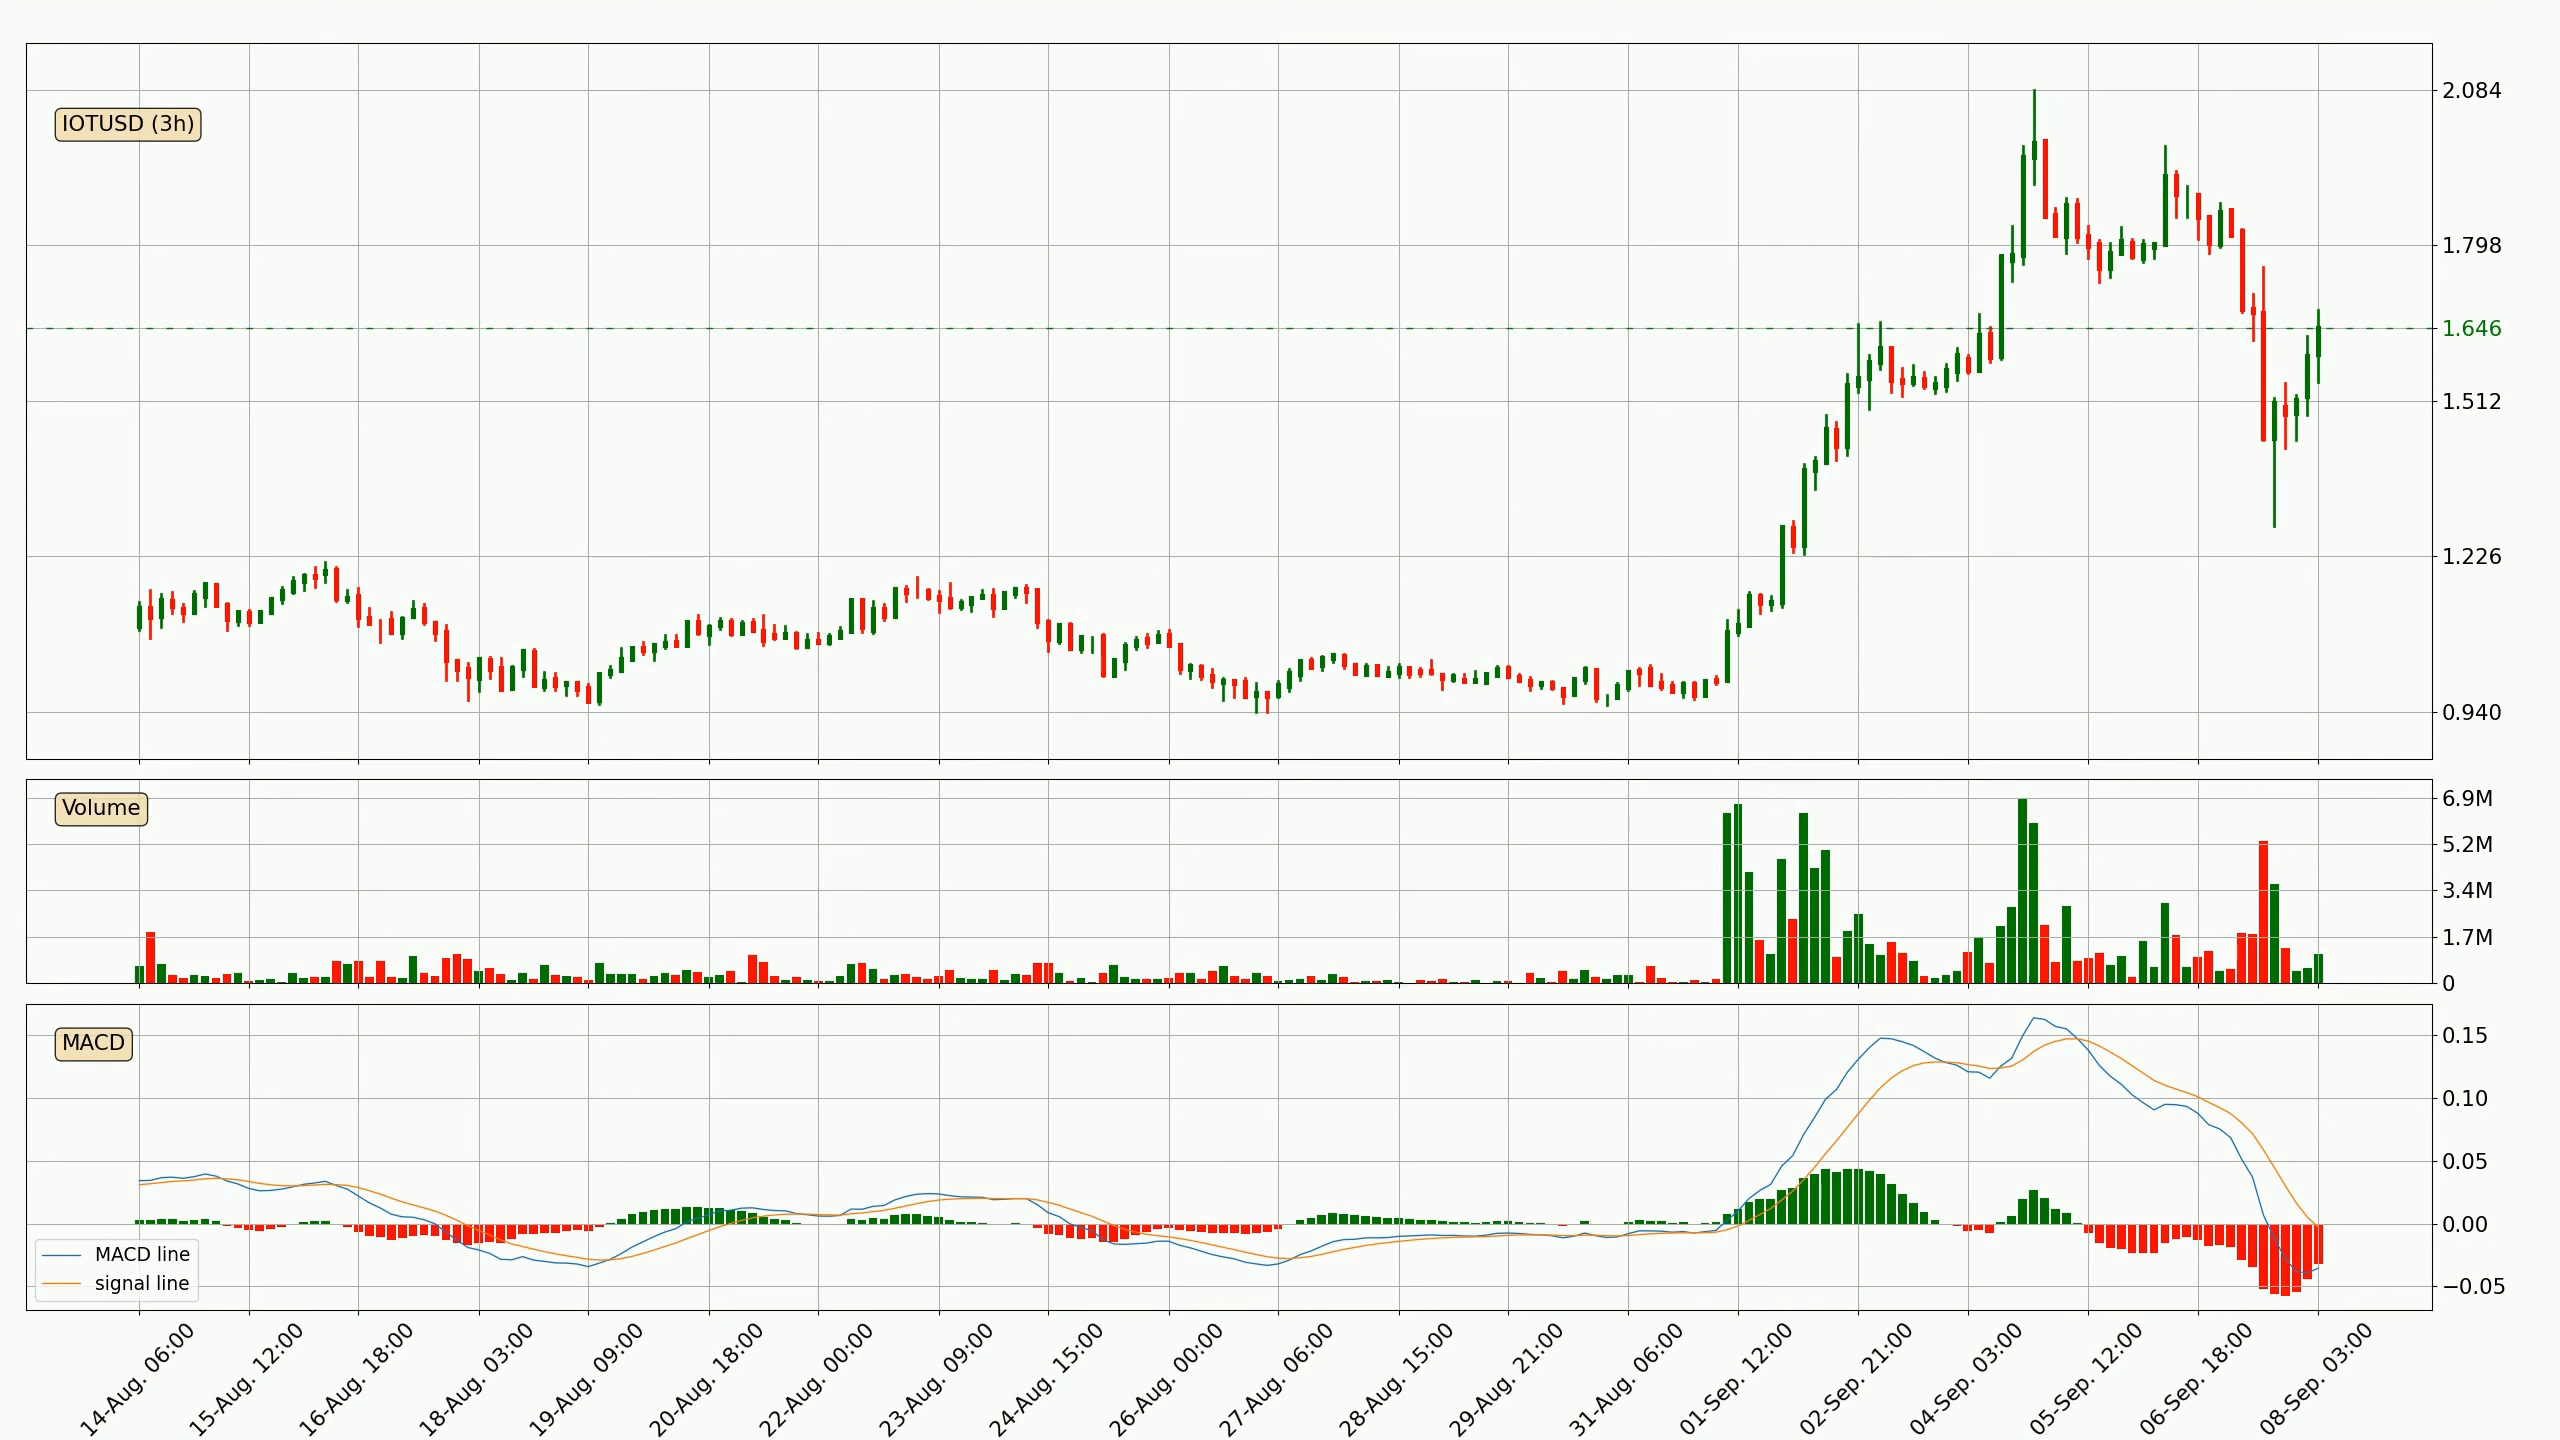 IOTUSD (3h)
2.084
1.798
1.646
1.512
1.226
0.940
Volume
6.9M
5.2M
3.4M
1.7M
0
MACD
0.15
0.10
0.05
0.00
−0.05
MACD line
signal line
14-Aug. 06:00
15-Aug. 12:00
16-Aug. 18:00
18-Aug. 03:00
19-Aug. 09:00
20-Aug. 18:00
22-Aug. 00:00
23-Aug. 09:00
24-Aug. 15:00
26-Aug. 00:00
27-Aug. 06:00
28-Aug. 15:00
29-Aug. 21:00
31-Aug. 06:00
01-Sep. 12:00
02-Sep. 21:00
04-Sep. 03:00
05-Sep. 12:00
06-Sep. 18:00
08-Sep. 03:00